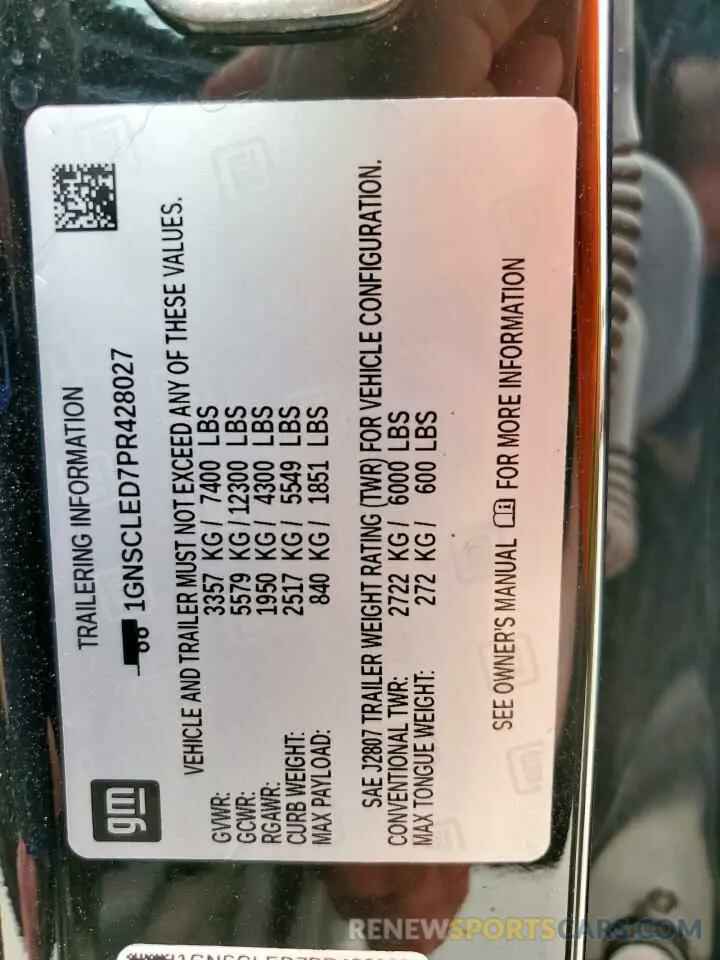 gm
TRAILERING INFORMATION
1GNSCLED7PR428027
VEHICLE AND TRAILER MUST NOT EXCEED ANY OF THESE VALUES.
GVWR: 3357 KG / 7400 LBS
GCWR: 5579 KG / 12300 LBS
RGAWR: 1950 KG / 4300 LBS
CURB WEIGHT: 2517 KG / 5549 LBS
MAX PAYLOAD: 840 KG / 1851 LBS
SAE J2807 TRAILER WEIGHT RATING (TWR) FOR VEHICLE CONFIGURATION.
CONVENTIONAL TWR: 2722 KG / 6000 LBS
MAX TONGUE WEIGHT: 272 KG / 600 LBS
SEE OWNER'S MANUAL FOR MORE INFORMATION
RENEWSPORTSCARS.COM